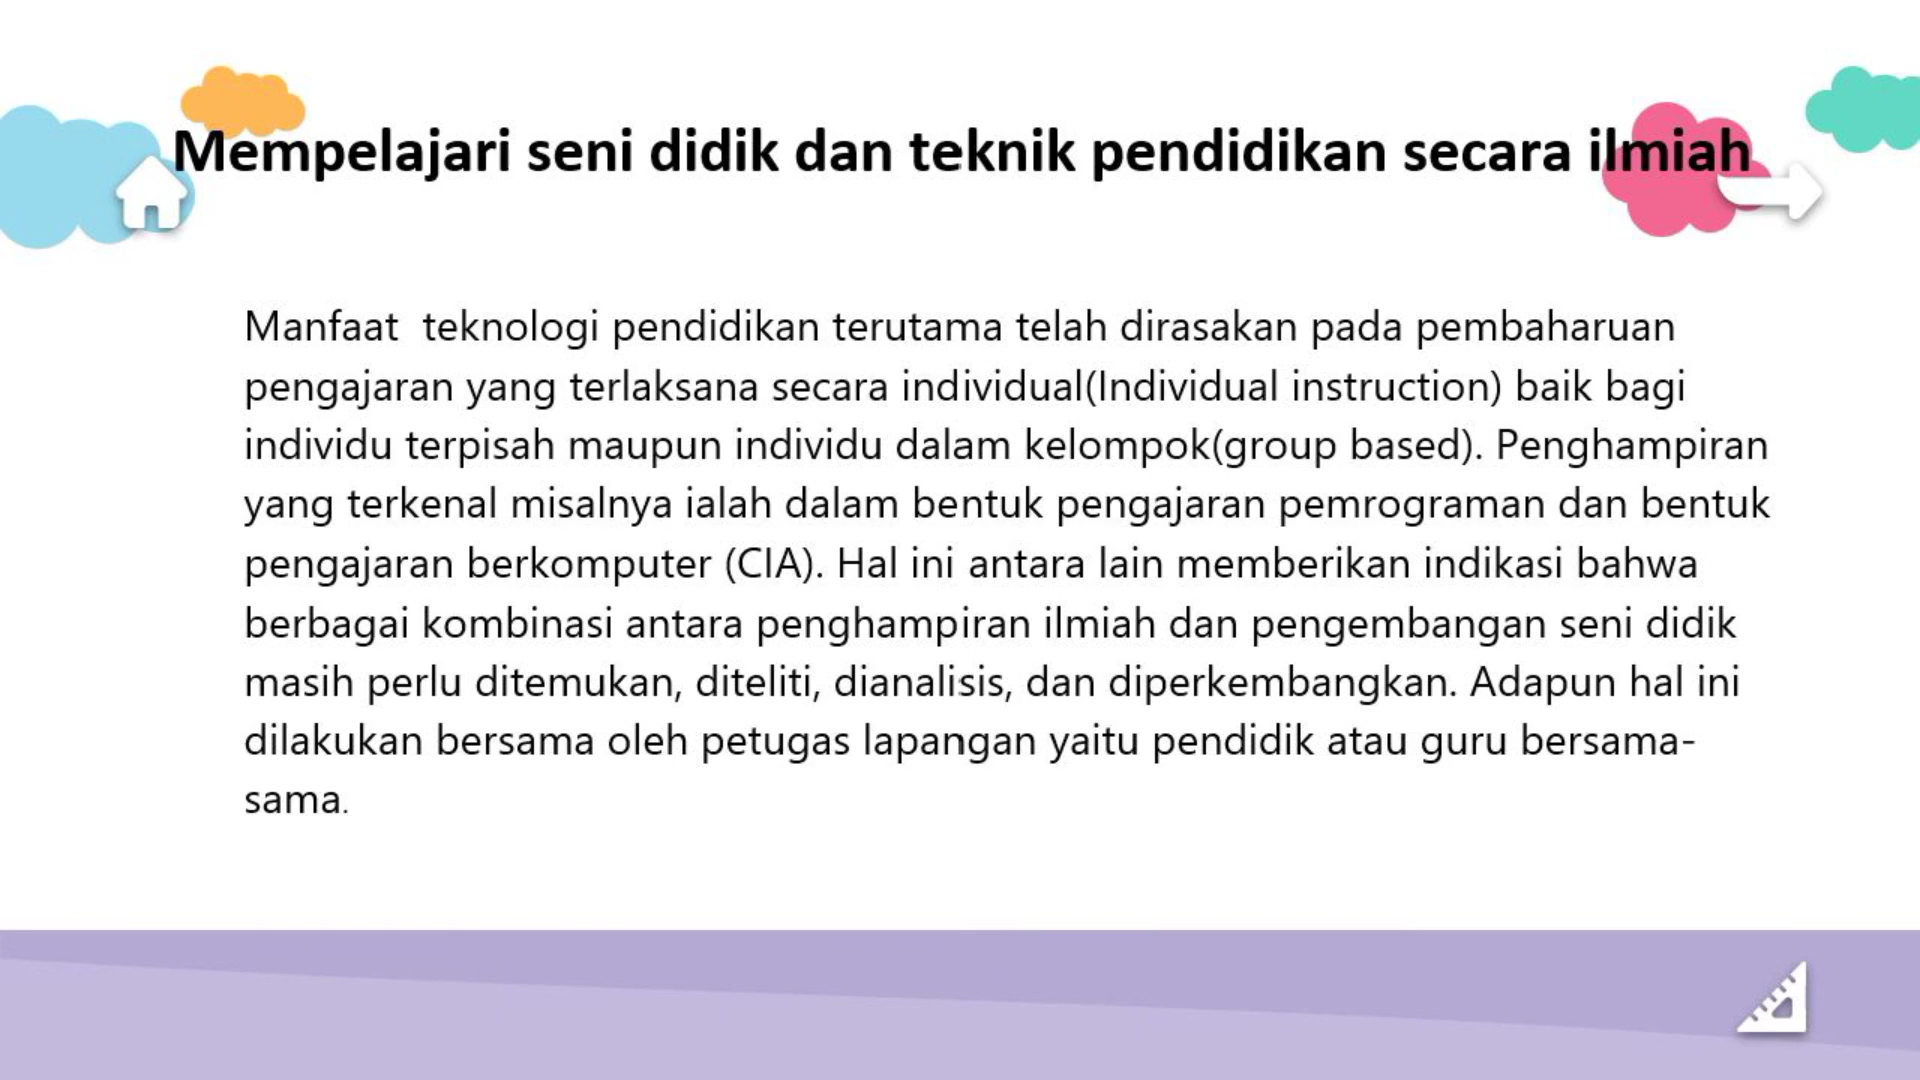 Mempelajari seni didik dan teknik pendidikan secara ilmiah
Manfaat  teknologi pendidikan terutama telah dirasakan pada pembaharuan
pengajaran yang terlaksana secara individual(Individual instruction) baik bagi
individu terpisah maupun individu dalam kelompok(group based). Penghampiran
yang terkenal misalnya ialah dalam bentuk pengajaran pemrograman dan bentuk
pengajaran berkomputer (CIA). Hal ini antara lain memberikan indikasi bahwa
berbagai kombinasi antara penghampiran ilmiah dan pengembangan seni didik
masih perlu ditemukan, diteliti, dianalisis, dan diperkembangkan. Adapun hal ini
dilakukan bersama oleh petugas lapangan yaitu pendidik atau guru bersama-
sama.